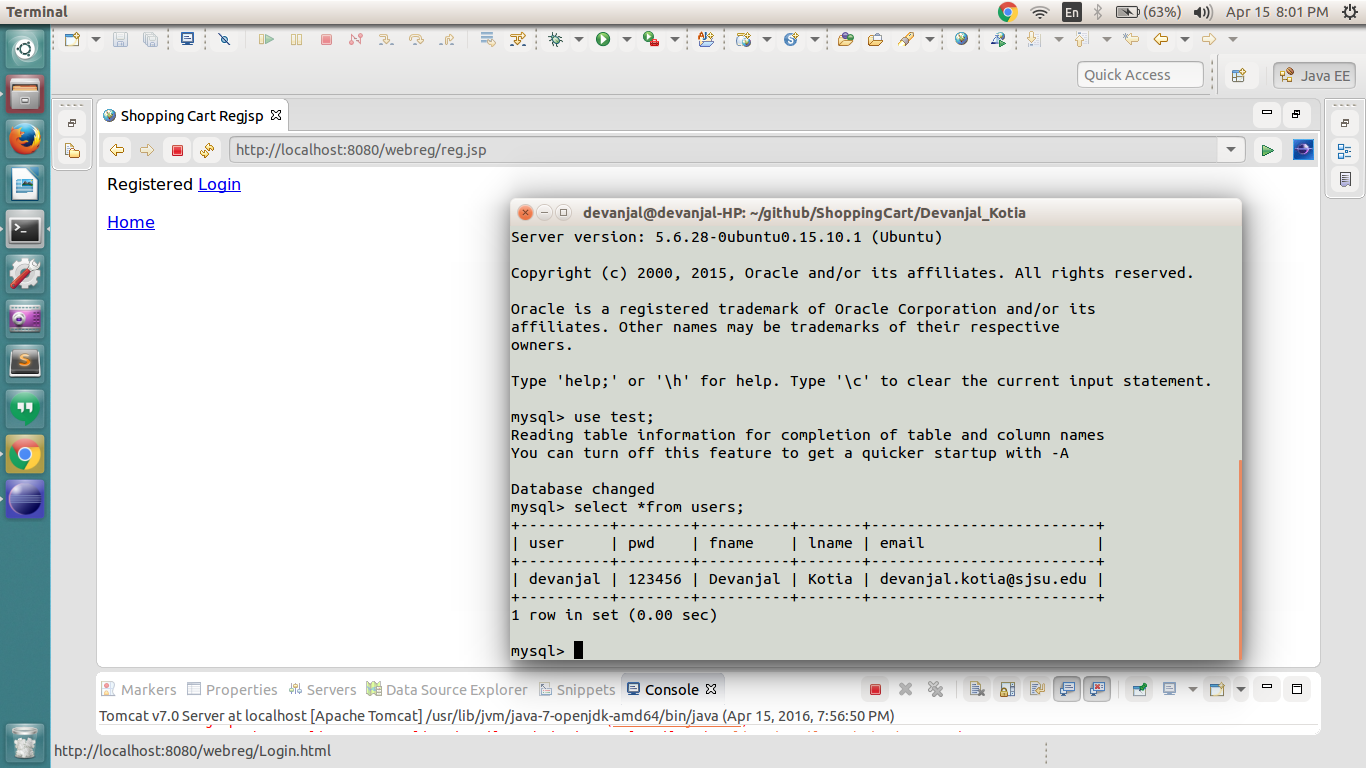 Terminal
En
(63%)
Apr 15 8:01 PM
Quick Access
Java EE
Shopping Cart Regjsp
http://localhost:8080/webreg/reg.jsp
Registered Login
Home
devanjal@devanjal-HP: ~/github/ShoppingCart/Devanjal_Kotia
Server version: 5.6.28-0ubuntu0.15.10.1 (Ubuntu)
Copyright (c) 2000, 2015, Oracle and/or its affiliates. All rights reserved.
Oracle is a registered trademark of Oracle Corporation and/or its
affiliates. Other names may be trademarks of their respective
owners.
Type 'help;' or '\h' for help. Type '\c' to clear the current input statement.
mysql> use test;
Reading table information for completion of table and column names
You can turn off this feature to get a quicker startup with -A
Database changed
mysql> select *from users;
+----------+--------+----------+-------+-------------------------+
| user     | pwd    | fname    | lname | email                   |
+----------+--------+----------+-------+-------------------------+
| devanjal | 123456 | Devanjal | Kotia | devanjal.kotia@sjsu.edu |
+----------+--------+----------+-------+-------------------------+
1 row in set (0.00 sec)
mysql>
Markers Properties Servers Data Source Explorer Snippets Console
Tomcat v7.0 Server at localhost [Apache Tomcat] /usr/lib/jvm/java-7-openjdk-amd64/bin/java (Apr 15, 2016, 7:56:50 PM)
http://localhost:8080/webreg/Login.html